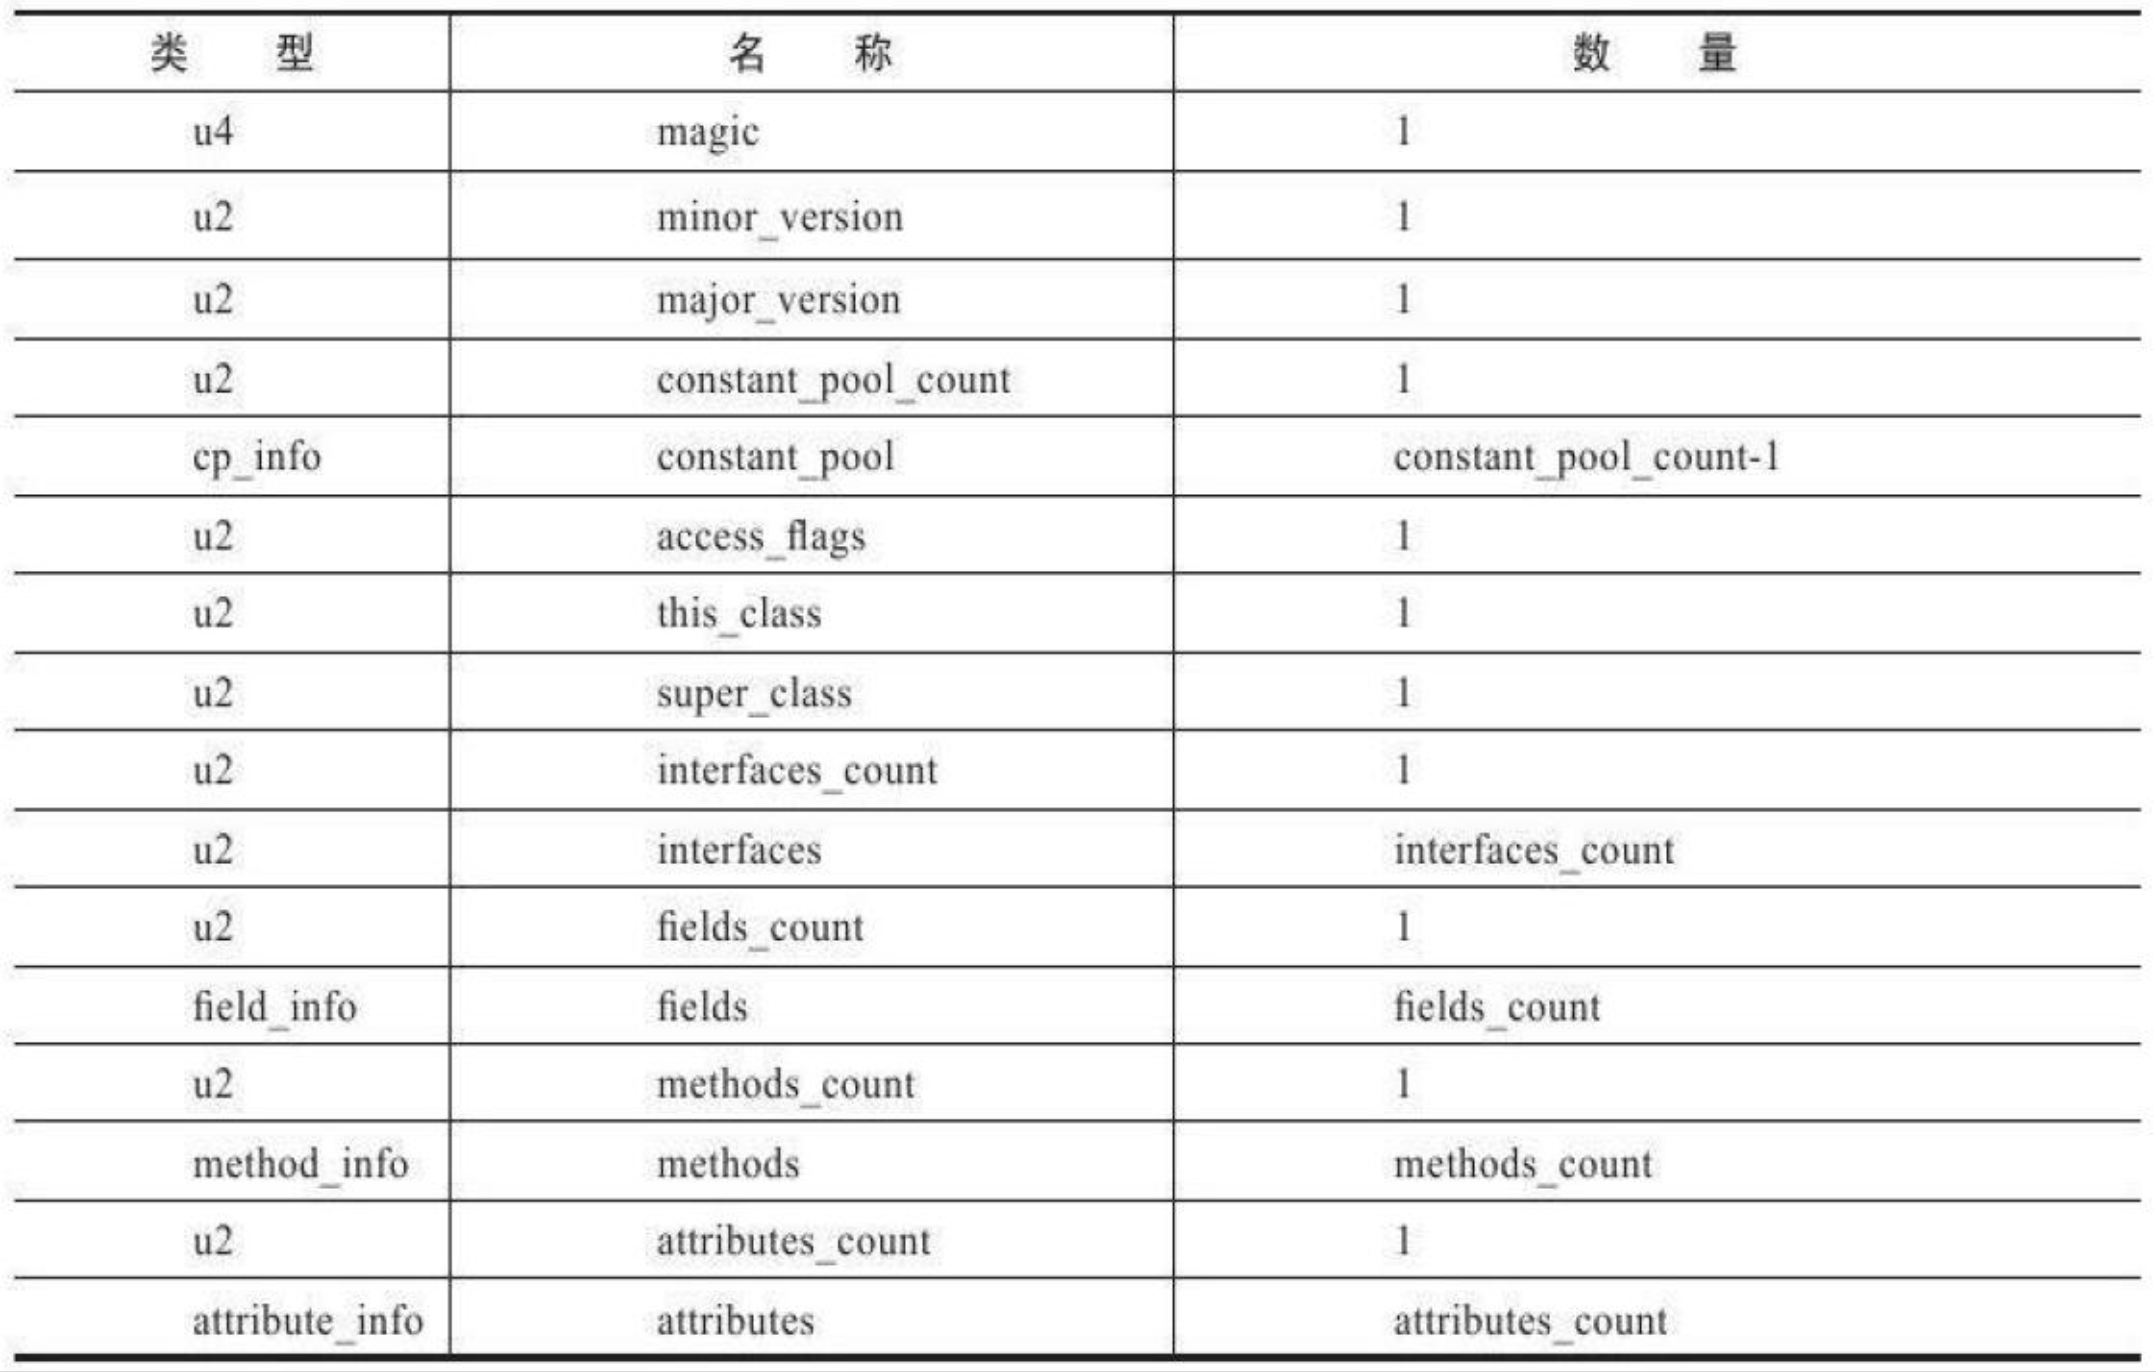 类 型 名 称 数 量
u4 magic 1
u2 minor_version 1
u2 major_version 1
u2 constant_pool_count 1
cp_info constant_pool constant_pool_count-1
u2 access_flags 1
u2 this_class 1
u2 super_class 1
u2 interfaces_count 1
u2 interfaces interfaces_count
u2 fields_count 1
field_info fields fields_count
u2 methods_count 1
method_info methods methods_count
u2 attributes_count 1
attribute_info attributes attributes_count